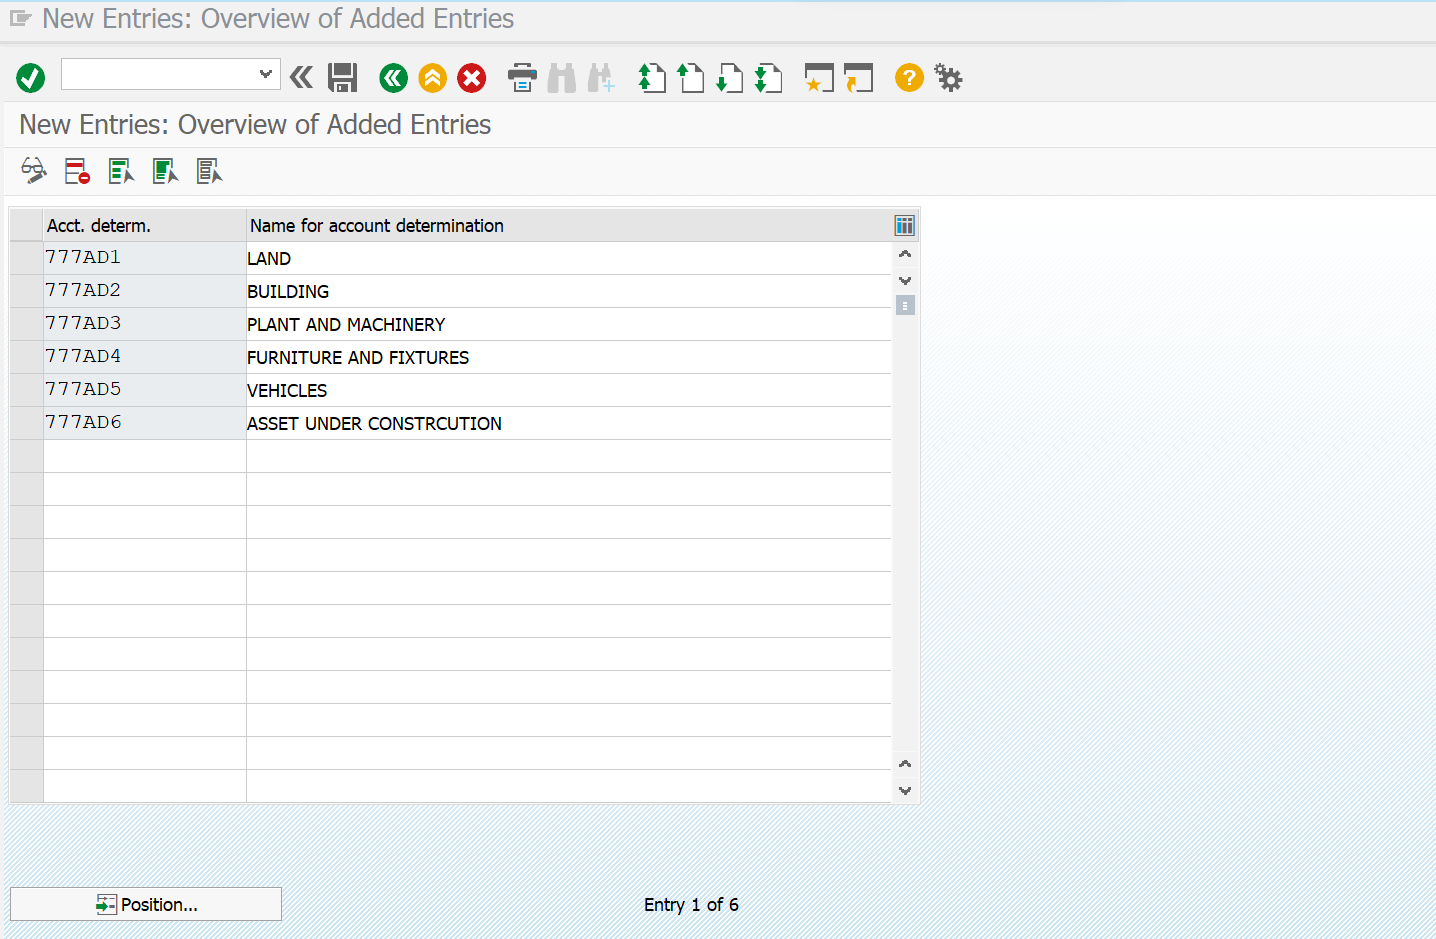 New Entries: Overview of Added Entries
New Entries: Overview of Added Entries
Acct. determ. Name for account determination
777AD1 LAND
777AD2 BUILDING
777AD3 PLANT AND MACHINERY
777AD4 FURNITURE AND FIXTURES
777AD5 VEHICLES
777AD6 ASSET UNDER CONSTRCUTION
Position... Entry 1 of 6